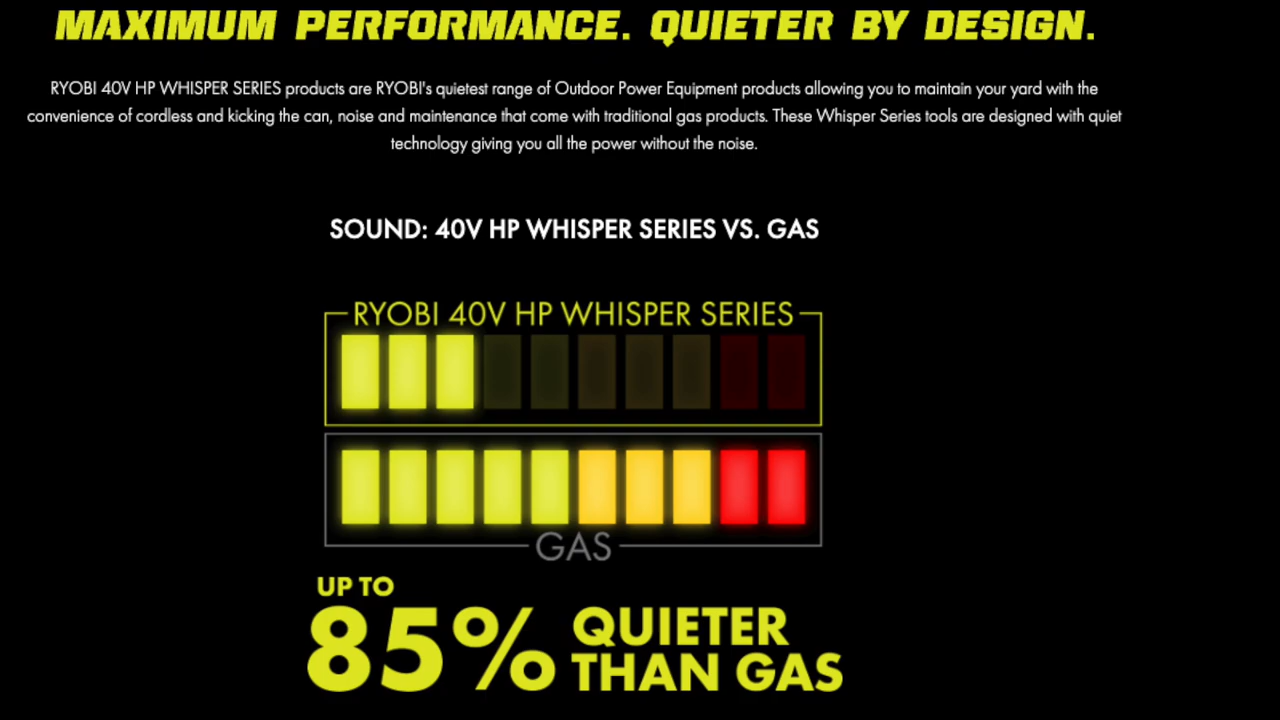 MAXIMUM PERFORMANCE. QUIETER BY DESIGN.
RYOBI 40V HP WHISPER SERIES products are RYOBI's quietest range of Outdoor Power Equipment products allowing you to maintain your yard with the
convenience of cordless and kicking the can, noise and maintenance that come with traditional gas products. These Whisper Series tools are designed with quiet
technology giving you all the power without the noise.
SOUND: 40V HP WHISPER SERIES VS. GAS
RYOBI 40V HP WHISPER SERIES
GAS
UP TO
85% QUIETER
THAN GAS